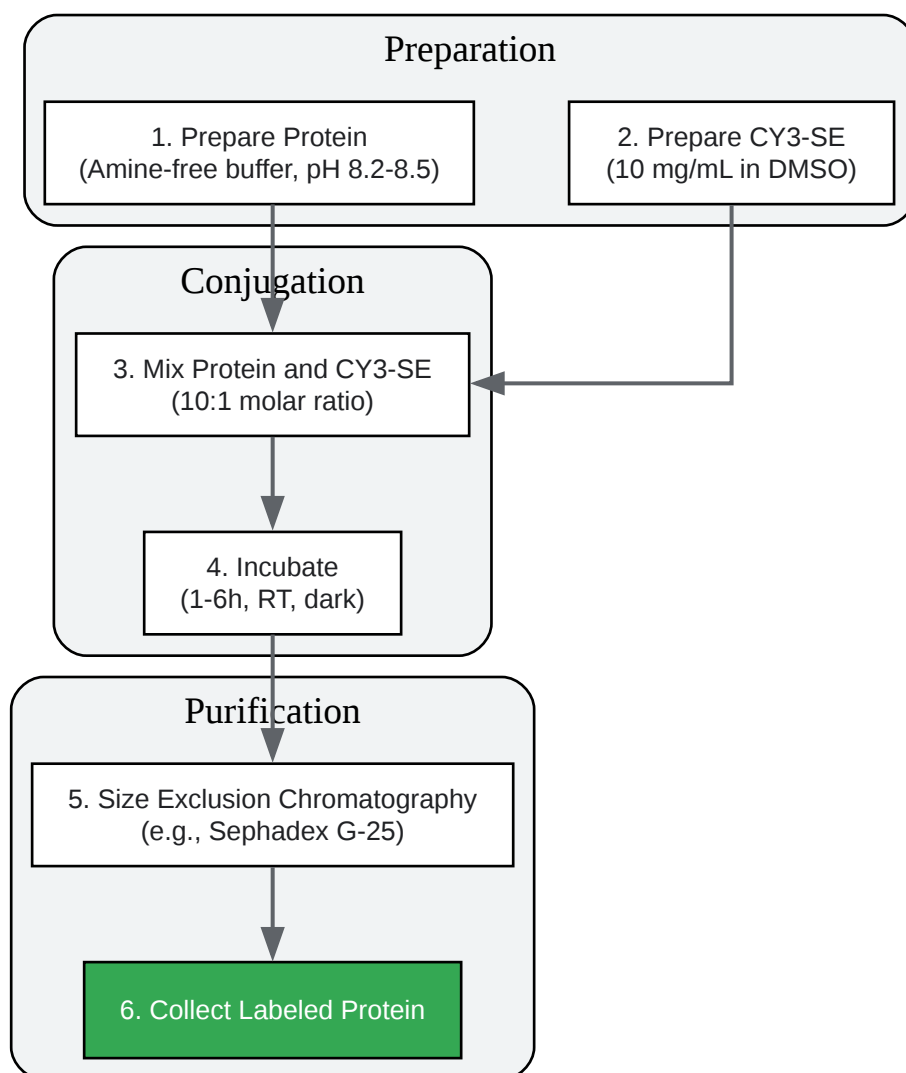 Preparation
1. Prepare Protein
(Amine-free buffer, pH 8.2-8.5)
2. Prepare CY3-SE
(10 mg/mL in DMSO)
Conjugation
3. Mix Protein and CY3-SE
(10:1 molar ratio)
4. Incubate
(1-6h, RT, dark)
Purification
5. Size Exclusion Chromatography
(e.g., Sephadex G-25)
6. Collect Labeled Protein